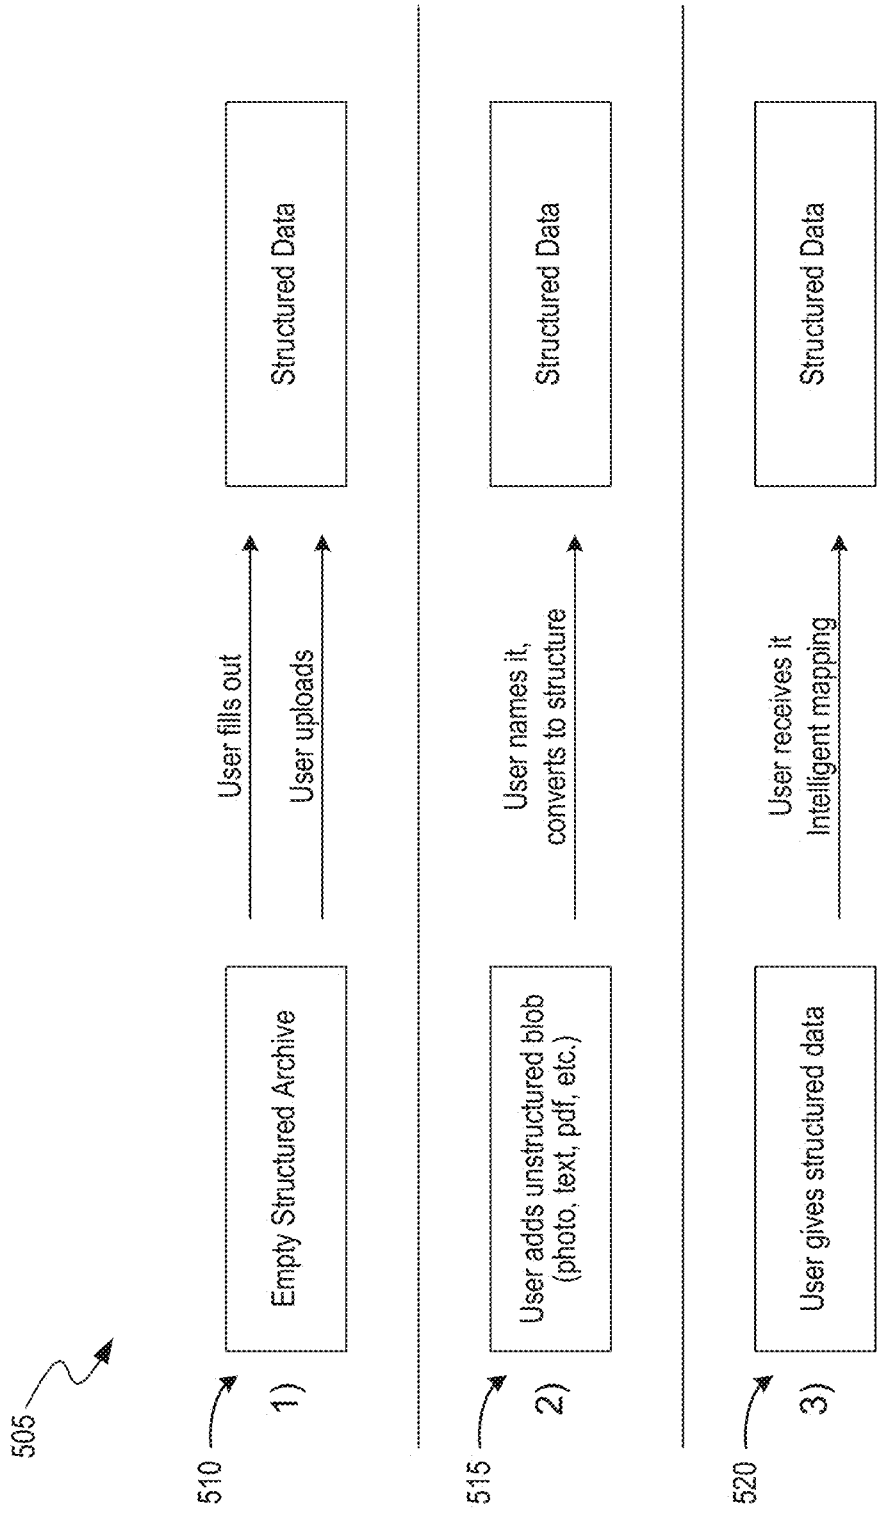 505
510
1)
Empty Structured Archive
User fills out
User uploads
Structured Data
515
2)
User adds unstructured blob
(photo, text, pdf, etc.)
User names it,
converts to structure
Structured Data
520
3)
User gives structured data
User receives it
Intelligent mapping
Structured Data